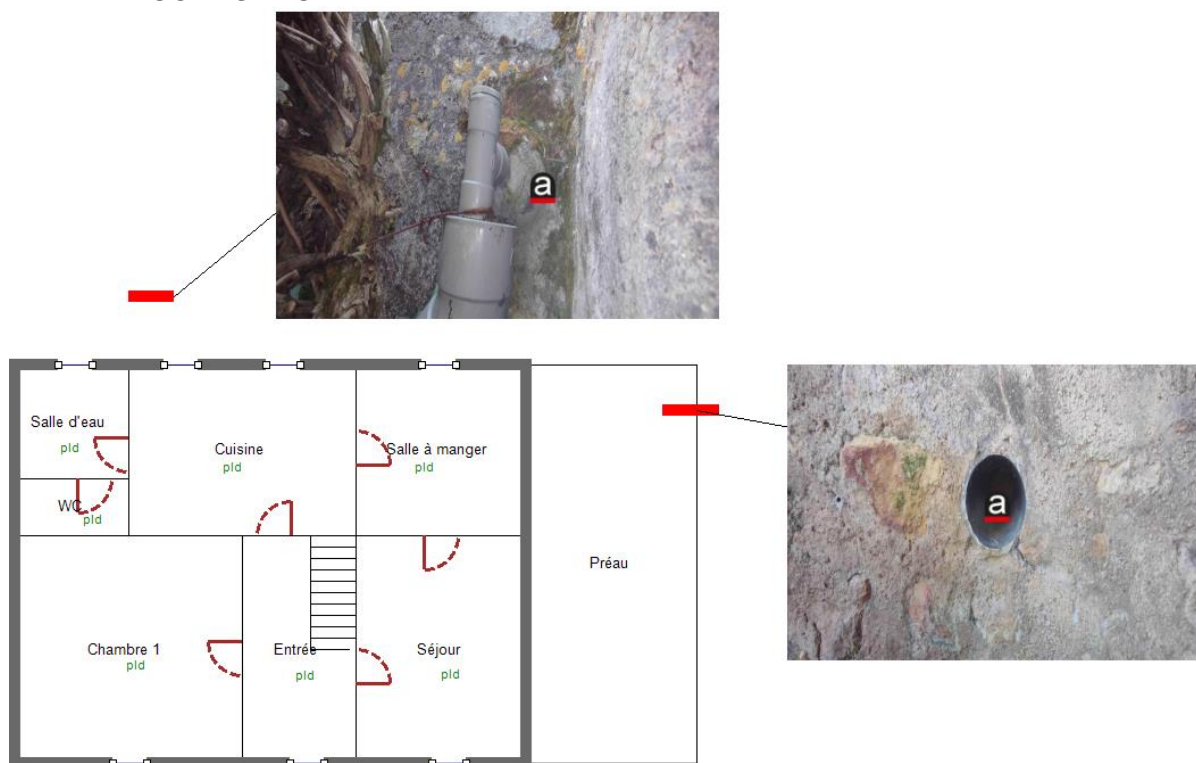 a
Salle d'eau
pld
Cuisine
pld
Salle à manger
pld
WC
pld
a
Préau
Chambre 1
pld
Entrée
pld
Séjour
pld